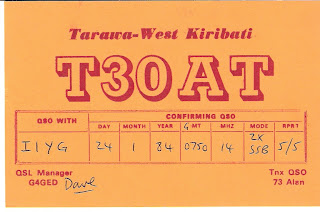 Tarawa-West Kiribati
T30AT
QSO WITH CONFIRMING QSO
DAY MONTH YEAR GMT MHZ MODE RPRT
I1YG 24 1 84 0750 14 2X SSB 5/5
QSL Manager Tnx QSO
G4GED Dave 73 Alan